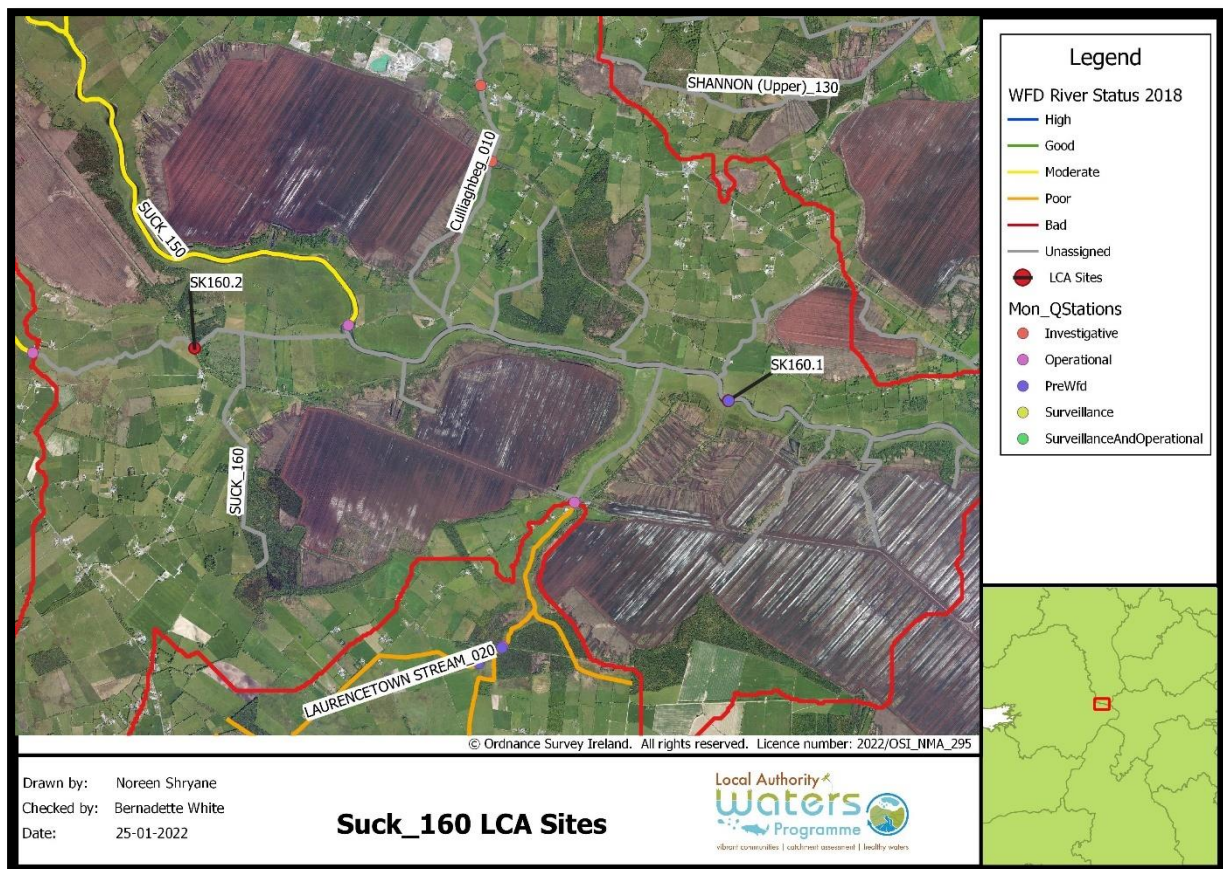 SHANNON (Upper)_130
Culliaghbeg_010
SUCK_150
SK160.2
SK160.1
SUCK_160
LAURENCETOWN STREAM_020
© Ordnance Survey Ireland. All rights reserved. Licence number: 2022/OSI_NMA_295
Legend
WFD River Status 2018
High
Good
Moderate
Poor
Bad
Unassigned
LCA Sites
Mon_QStations
Investigative
Operational
PreWfd
Surveillance
SurveillanceAndOperational
Drawn by: Noreen Shryane
Checked by: Bernadette White
Date: 25-01-2022
Suck_160 LCA Sites
Local Authority
Waters
Programme
vibrant communities | catchment assessment | healthy waters